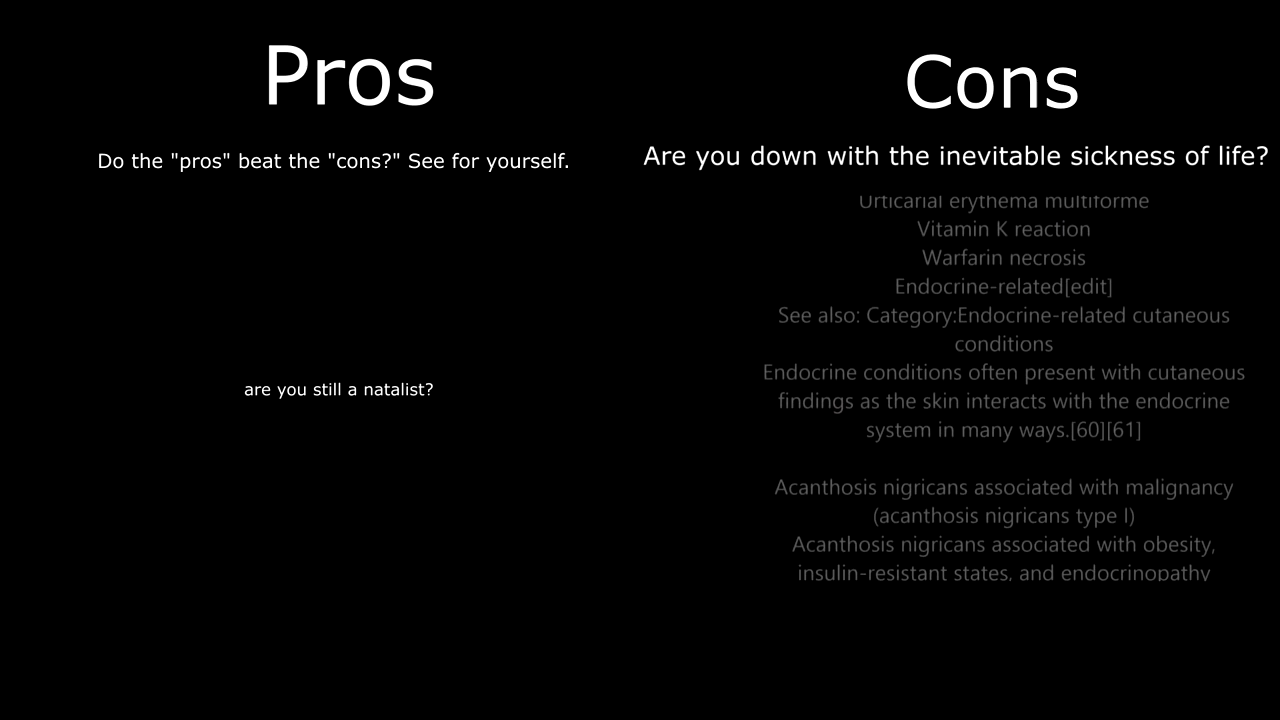 Pros
Do the "pros" beat the "cons?" See for yourself.
are you still a natalist?
Cons
Are you down with the inevitable sickness of life?
Urticarial erythema multiforme
Vitamin K reaction
Warfarin necrosis
Endocrine-related[edit]
See also: Category:Endocrine-related cutaneous
conditions
Endocrine conditions often present with cutaneous
findings as the skin interacts with the endocrine
system in many ways.[60][61]
Acanthosis nigricans associated with malignancy
(acanthosis nigricans type I)
Acanthosis nigricans associated with obesity,
insulin-resistant states, and endocrinopathy